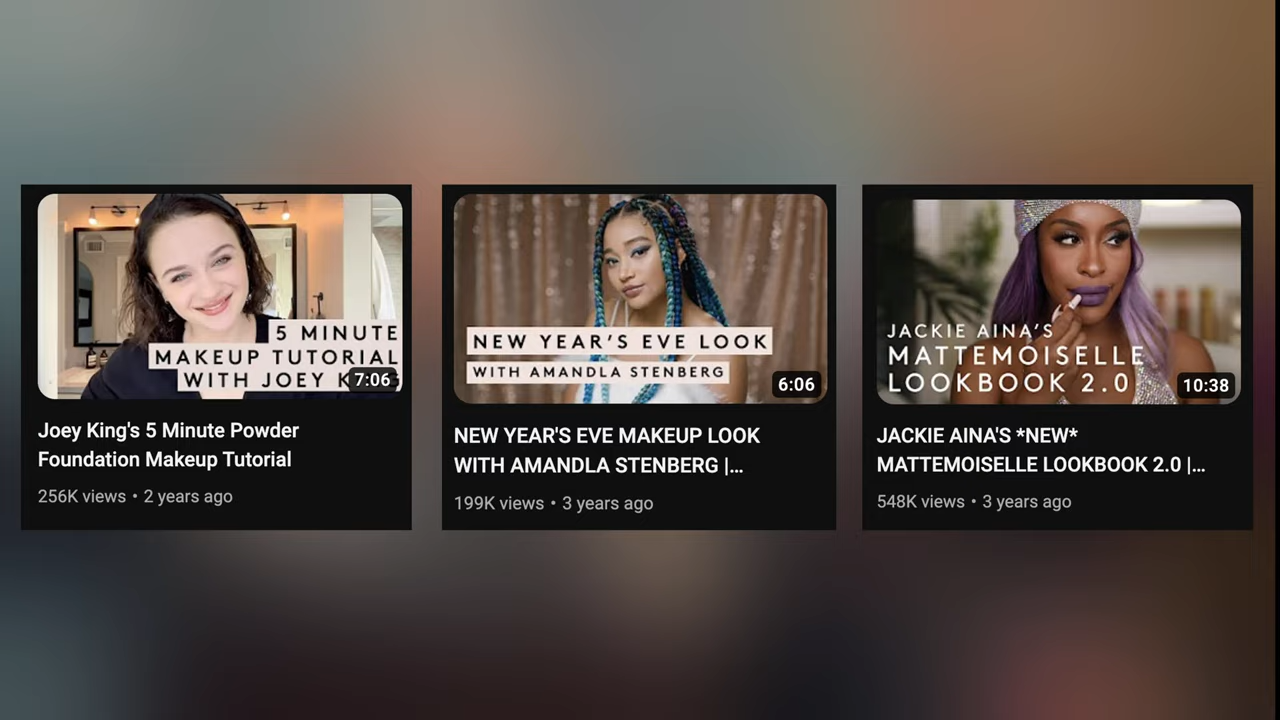 5 MINUTE
MAKEUP TUTORIAL
WITH JOEY
7:06
Joey King's 5 Minute Powder
Foundation Makeup Tutorial
256K views • 2 years ago
NEW YEAR'S EVE LOOK
WITH AMANDLA STENBERG
6:06
NEW YEAR'S EVE MAKEUP LOOK
WITH AMANDLA STENBERG |...
199K views • 3 years ago
JACKIE AINA'S
MATTEMOISELLE
LOOKBOOK 2.0
10:38
JACKIE AINA'S *NEW*
MATTEMOISELLE LOOKBOOK 2.0 |...
548K views • 3 years ago